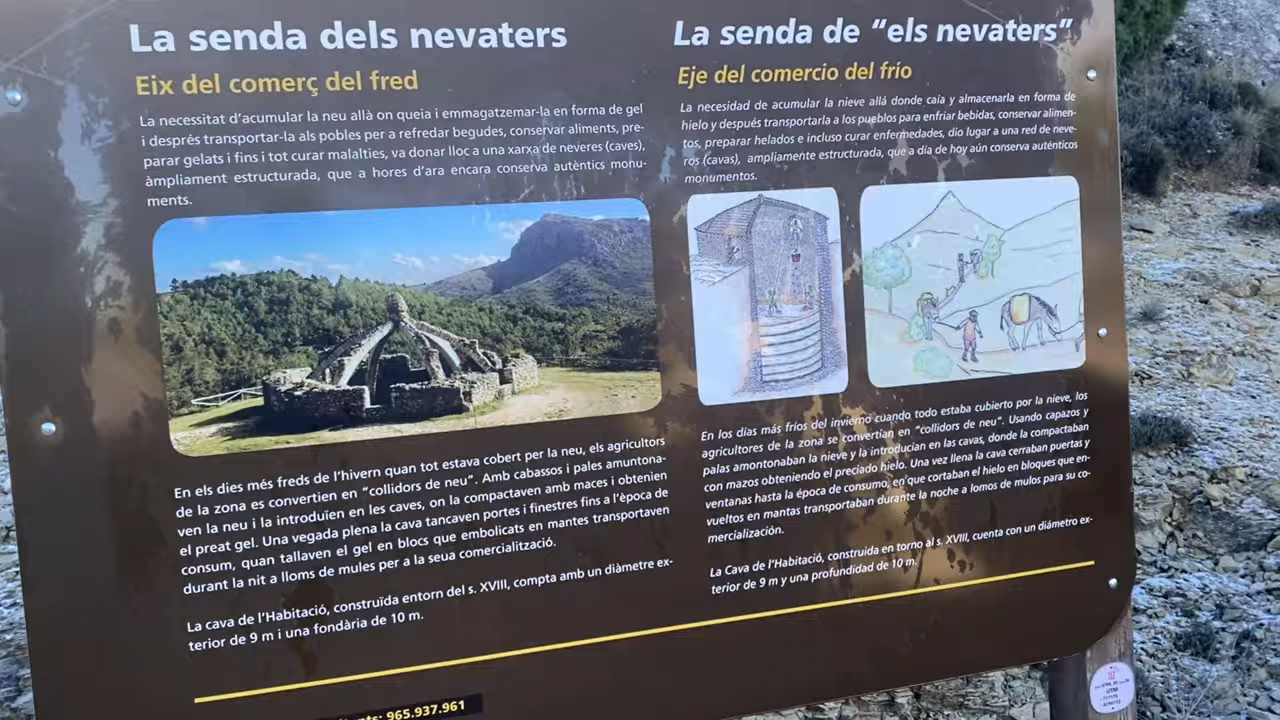 La senda dels nevaters
Eix del comerç del fred
La necessitat d'acumular la neu allà on queia i emmagatzemar-la en forma de gel
i després transportar-la als pobles per a refredar begudes, conservar aliments, pre-
parar gelats i fins i tot curar malalties, va donar lloc a una xarxa de neveres (caves),
àmpliament estructurada, que a hores d'ara encara conserva autèntics monu-
ments.
En els dies més freds de l'hivern quan tot estava cobert per la neu, els agricultors
de la zona es convertien en "collidors de neu". Amb cabassos i pales amuntona-
ven la neu i la introduïen en les caves, on la compactaven amb maces i obtenien
el preat gel. Una vegada plena la cava tancaven portes i finestres fins a l'època de
consum, quan tallaven el gel en blocs que embolicats en mantes transportaven
durant la nit a lloms de mules per a la seua comercialització.
La cava de l'Habitació, construïda entorn del s. XVIII, compta amb un diàmetre ex-
terior de 9 m i una fondària de 10 m.
La senda de "els nevaters"
Eje del comercio del frío
La necesidad de acumular la nieve allá donde caía y almacenarla en forma de
hielo y después transportarla a los pueblos para enfriar bebidas, conservar alimen-
tos, preparar helados e incluso curar enfermedades, dio lugar a una red de neve-
ros (cavas), ampliamente estructurada, que a día de hoy aún conserva auténticos
monumentos.
En los días más fríos del invierno cuando todo estaba cubierto por la nieve, los
agricultores de la zona se convertían en "collidors de neu". Usando capazos y
palas amontonaban la nieve y la introducían en las cavas, donde la compactaban
con mazos obteniendo el preciado hielo. Una vez llena la cava cerraban puertas y
ventanas hasta la época de consumo, en que cortaban el hielo en bloques que en-
vueltos en mantas transportaban durante la noche a lomos de mulos para su co-
mercialización.
La Cava de l'Habitació, construida en torno al s. XVIII, cuenta con un diámetro ex-
terior de 9 m y una profundidad de 10 m.
965.937.961
UTM